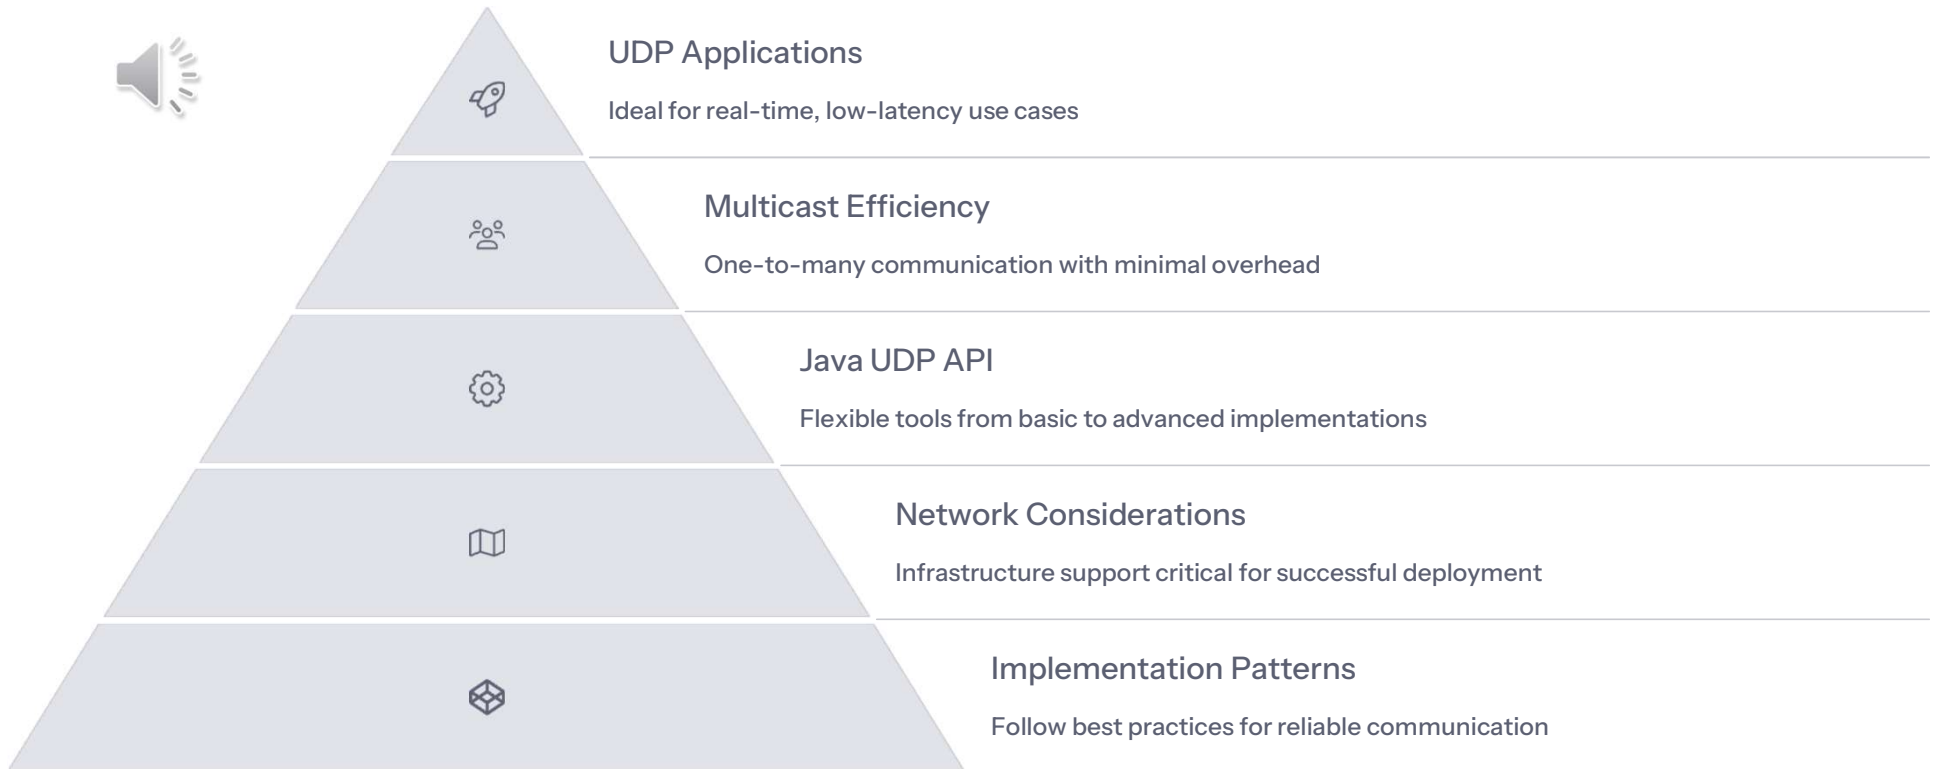 UDP Applications
Ideal for real-time, low-latency use cases
Multicast Efficiency
One-to-many communication with minimal overhead
Java UDP API
Flexible tools from basic to advanced implementations
Network Considerations
Infrastructure support critical for successful deployment
Implementation Patterns
Follow best practices for reliable communication